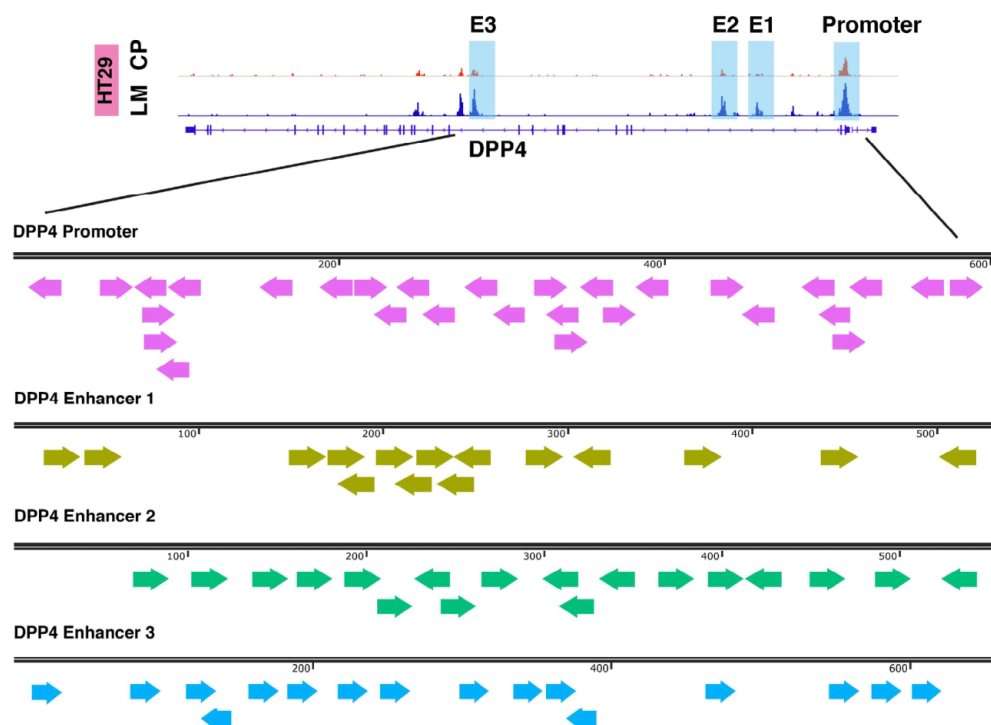 E3 E2 E1 Promoter
HT29
CP
LM
DPP4
DPP4 Promoter
200 400 600
DPP4 Enhancer 1
100 200 300 400 500
DPP4 Enhancer 2
100 200 300 400 500
DPP4 Enhancer 3
200 400 600